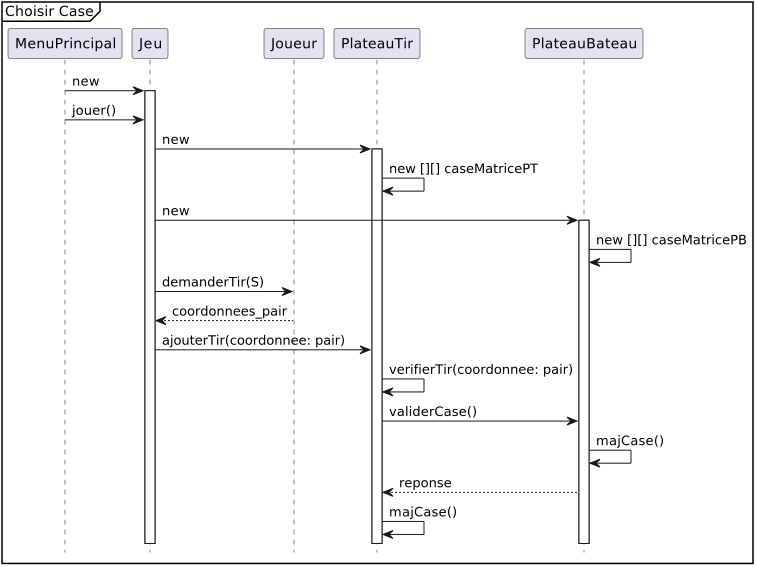 Choisir Case
MenuPrincipal
Jeu
Joueur
PlateauTir
PlateauBateau
new
jouer()
new
new [][] caseMatricePT
new
new [][] caseMatricePB
demanderTir(S)
coordonnees_pair
ajouterTir(coordonnee: pair)
verifierTir(coordonnee: pair)
validerCase()
majCase()
reponse
majCase()